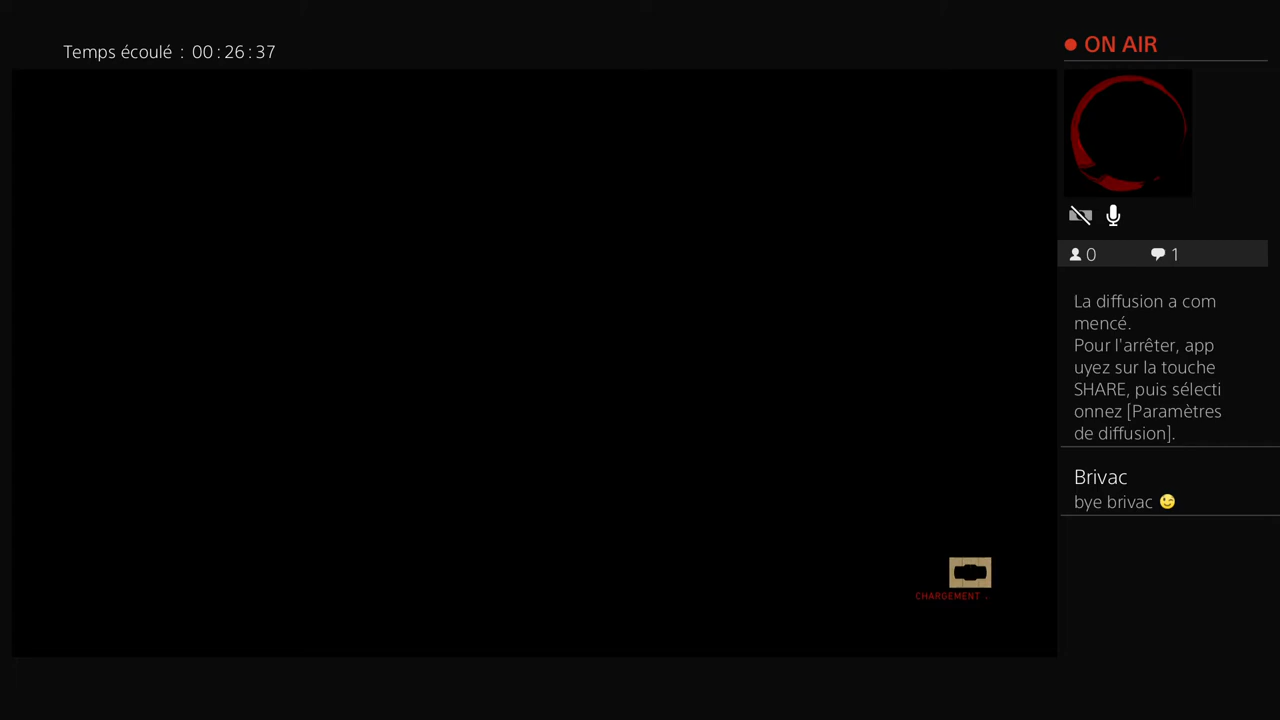 Temps écoulé : 00:26:37
ON AIR
0 1
La diffusion a com
mencé.
Pour l'arrêter, app
uyez sur la touche
SHARE, puis sélecti
onnez [Paramètres
de diffusion].
Brivac
bye brivac 😉
CHARGEMENT .